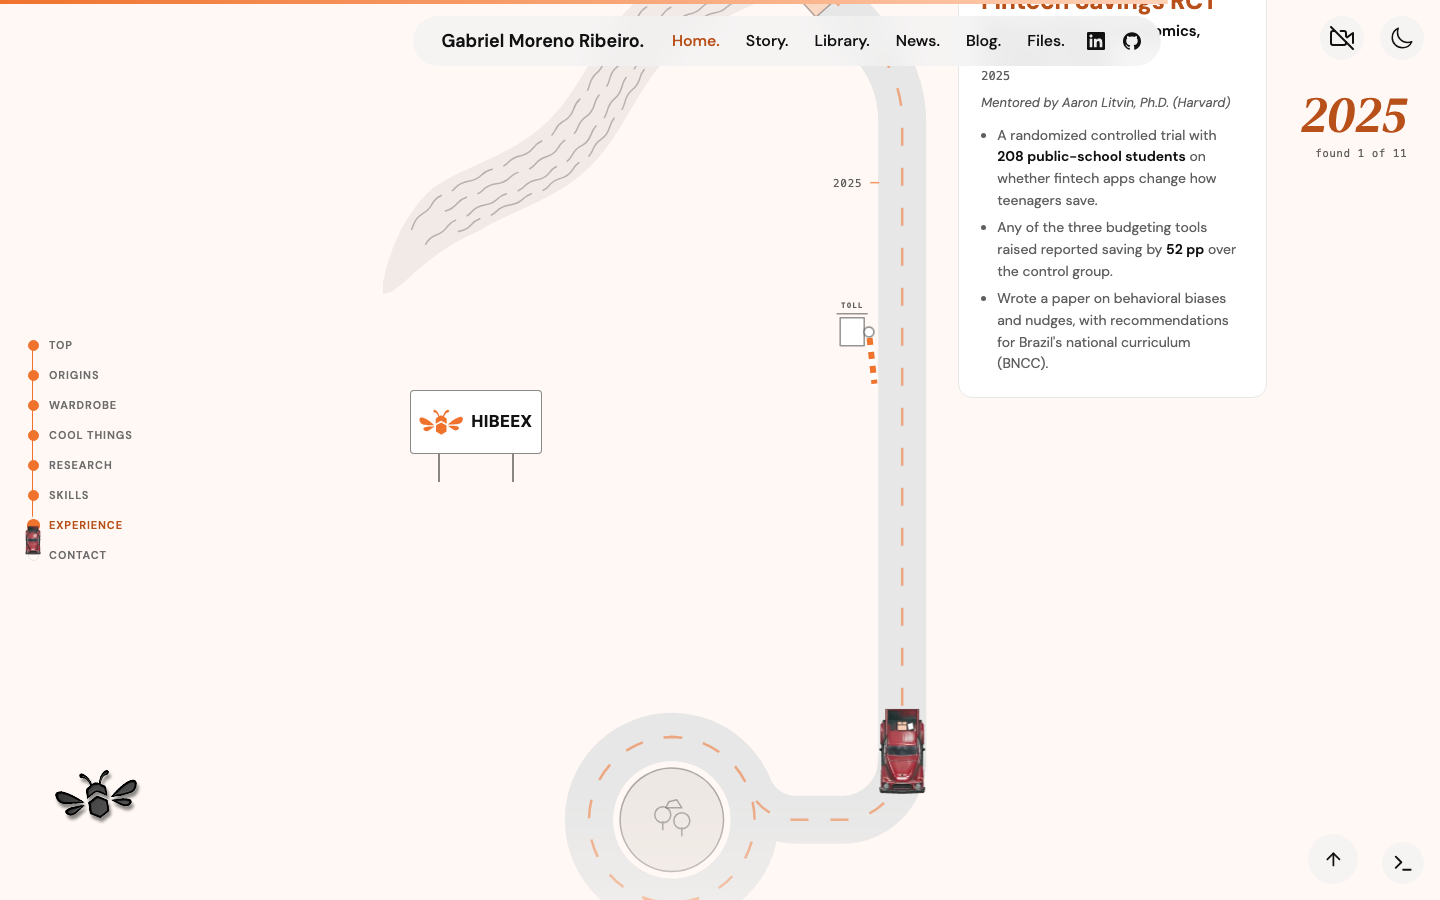 Fintech Savings RCT
Gabriel Moreno Ribeiro.
Home.
Story.
Library.
News.
Blog.
Files.
omics,
2025
Mentored by Aaron Litvin, Ph.D. (Harvard)
A randomized controlled trial with
208 public-school students on
whether fintech apps change how
teenagers save.
Any of the three budgeting tools
raised reported saving by 52 pp over
the control group.
Wrote a paper on behavioral biases
and nudges, with recommendations
for Brazil's national curriculum
(BNCC).
2025
found 1 of 11
2025
TOLL
HIBEEX
TOP
ORIGINS
WARDROBE
COOL THINGS
RESEARCH
SKILLS
EXPERIENCE
CONTACT